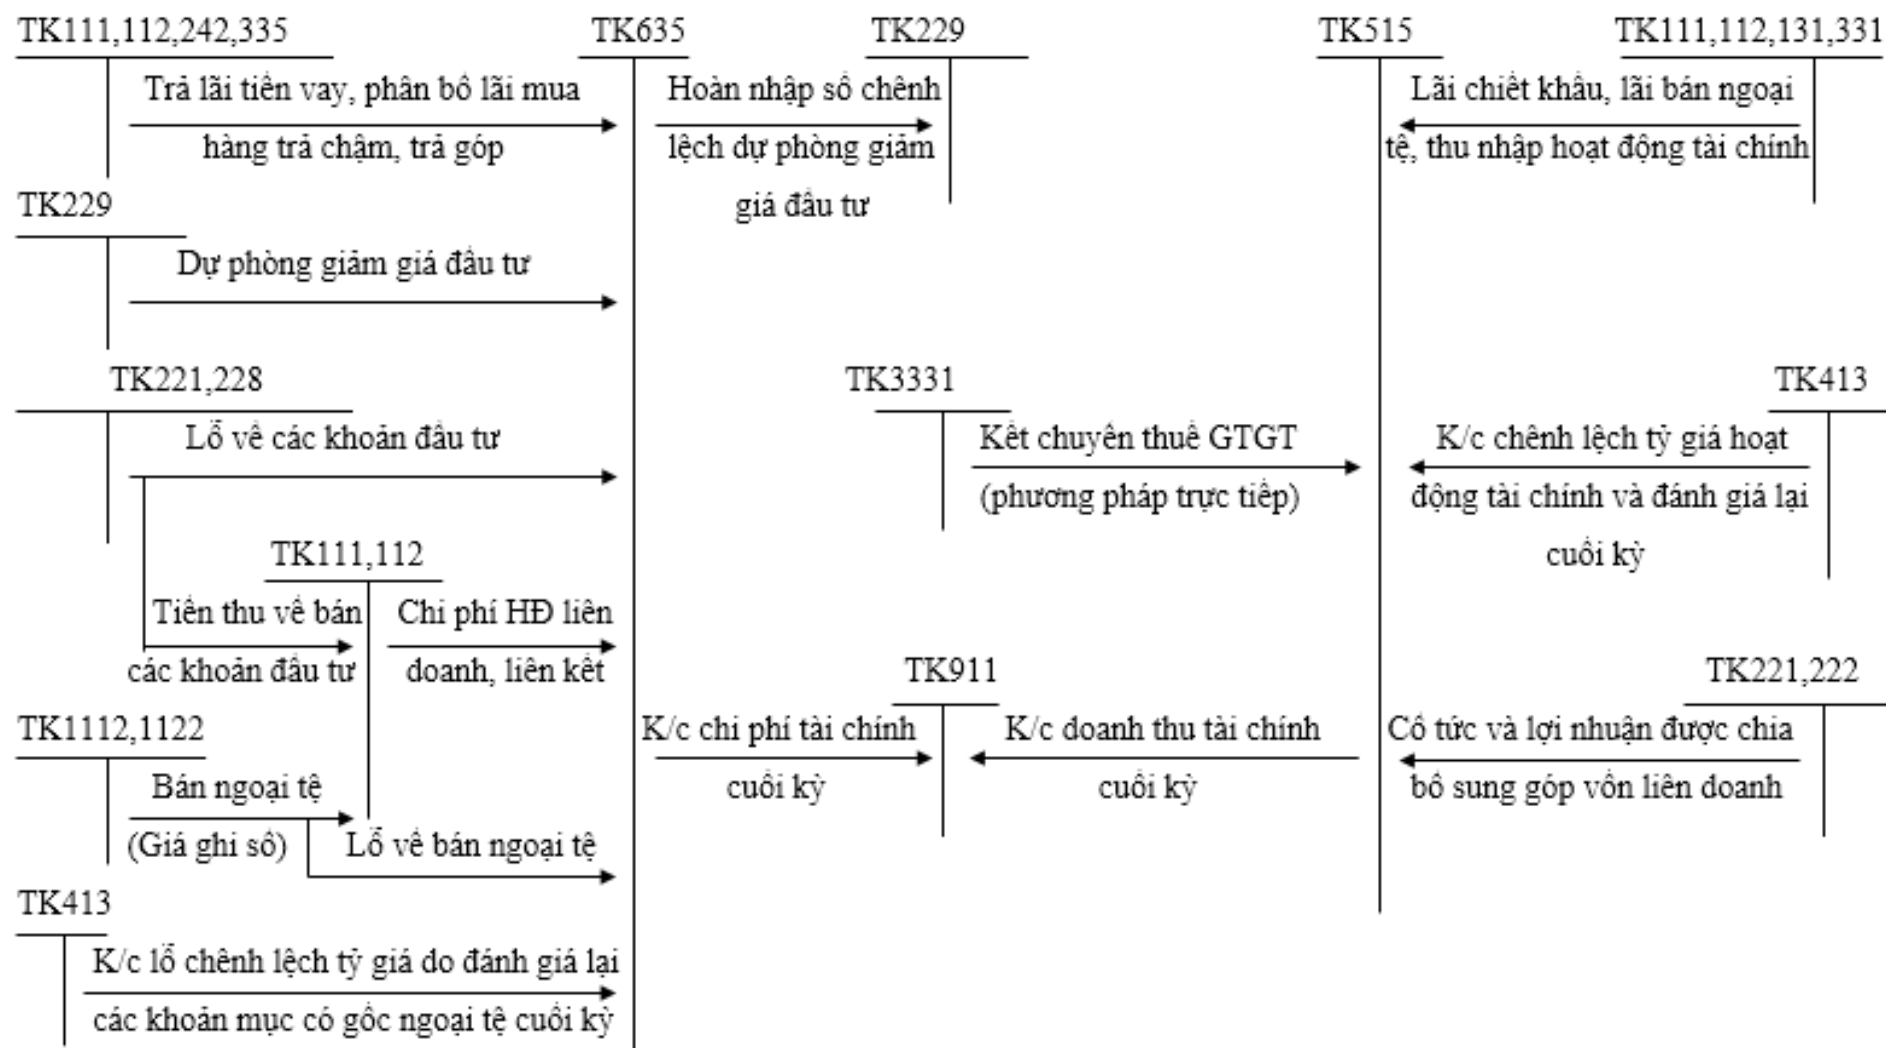 TK111,112,242,335
TK635
TK229
TK515
TK111,112,131,331
Trả lãi tiền vay, phân bổ lãi mua
hàng trả chậm, trả góp
Hoàn nhập số chênh
lệch dự phòng giảm
giá đầu tư
Lãi chiết khấu, lãi bán ngoại
tệ, thu nhập hoạt động tài chính
TK229
Dự phòng giảm giá đầu tư
TK221,228
Lỗ về các khoản đầu tư
TK3331
Kết chuyên thuế GTGT
(phương pháp trực tiếp)
TK413
K/c chênh lệch tỷ giá hoạt
động tài chính và đánh giá lại
cuối kỳ
TK111,112
Tiền thu về bán
các khoản đầu tư
Chi phí HĐ liên
doanh, liên kết
TK911
TK221,222
TK1112,1122
Bán ngoại tệ
(Giá ghi sổ)
Lỗ về bán ngoại tệ
K/c chi phí tài chính
cuối kỳ
K/c doanh thu tài chính
cuối kỳ
Cổ tức và lợi nhuận được chia
bổ sung góp vốn liên doanh
TK413
K/c lỗ chênh lệch tỷ giá do đánh giá lại
các khoản mục có gốc ngoại tệ cuối kỳ